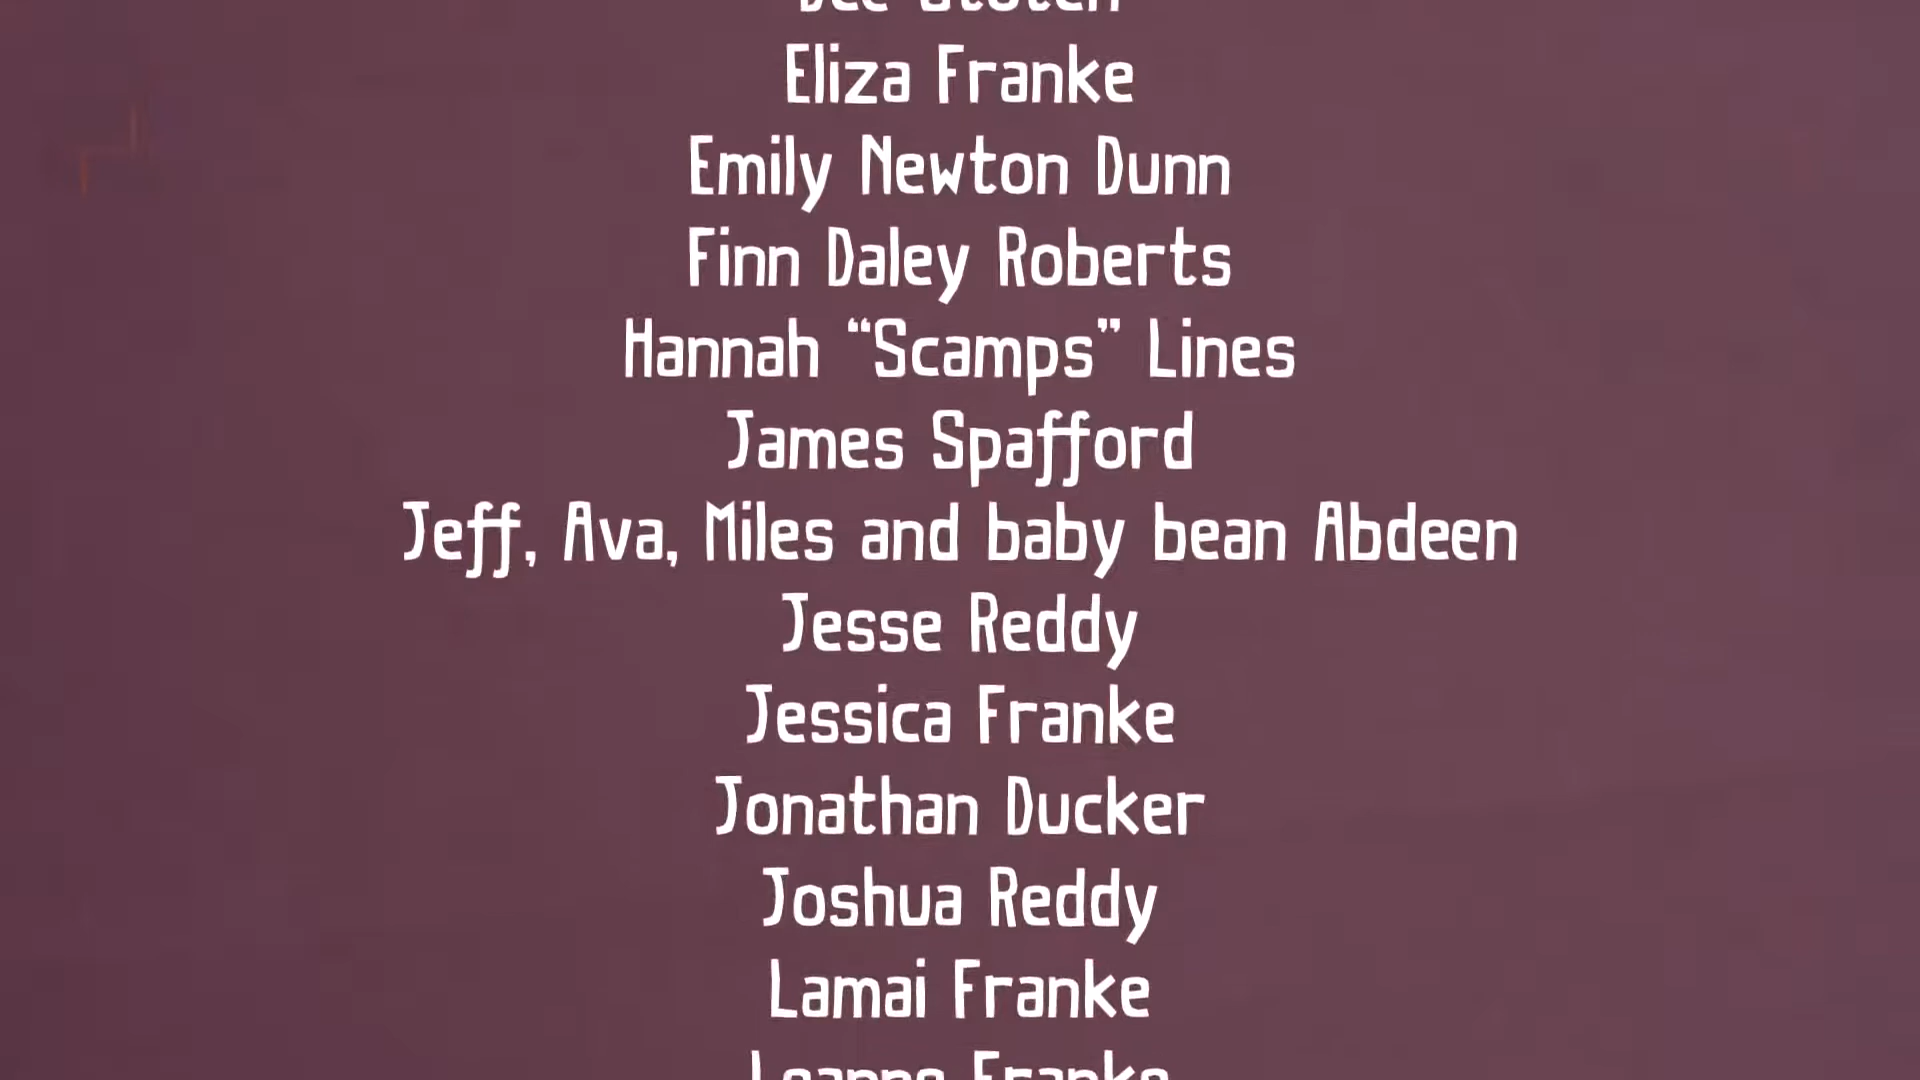 Eliza Franke
Emily Newton Dunn
Finn Daley Roberts
Hannah “Scamps” Lines
James Spafford
Jeff, Ava, Miles and baby bean Abdeen
Jesse Reddy
Jessica Franke
Jonathan Ducker
Joshua Reddy
Lamai Franke
Franke